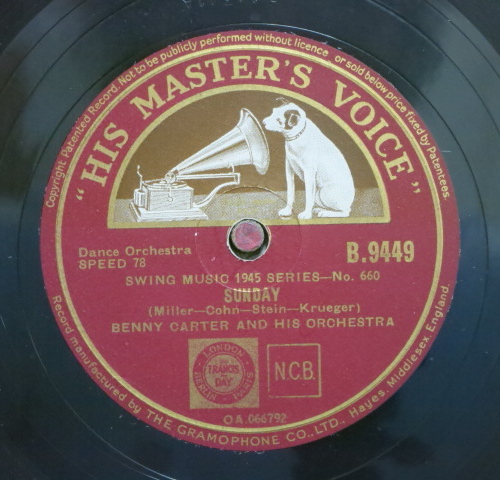 Copyright Patented Record. Not to be publicly performed without licence or sold below price fixed by Patentees.
"HIS MASTER'S VOICE"
Dance Orchestra
SPEED 78
B.9449
SWING MUSIC 1945 SERIES—No. 660
SUNDAY
(Miller—Cohn—Stein—Krueger)
BENNY CARTER AND HIS ORCHESTRA
LONDON
FRANCIS
DAY
N.C.B.
OA 066792
Record manufactured by THE GRAMOPHONE CO., LTD., Hayes, Middlesex England.